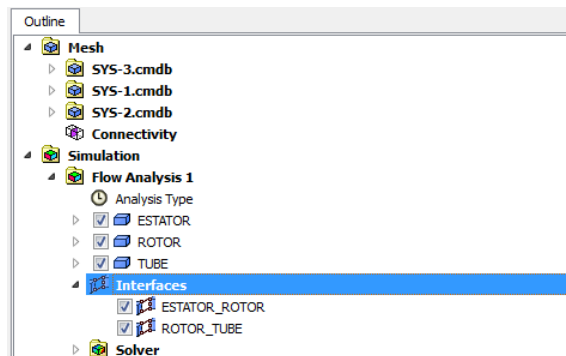 Outline
Mesh
SYS-3.cmdb
SYS-1.cmdb
SYS-2.cmdb
Connectivity
Simulation
Flow Analysis 1
Analysis Type
ESTATOR
ROTOR
TUBE
Interfaces
ESTATOR_ROTOR
ROTOR_TUBE
Solver